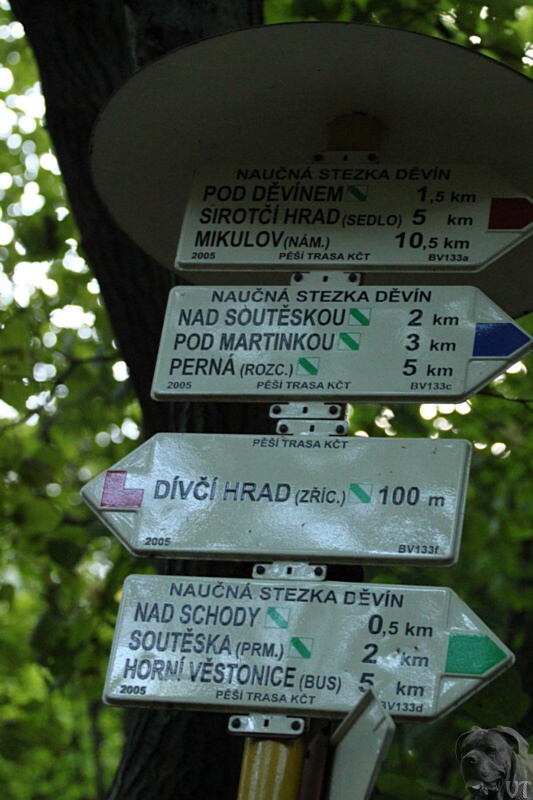 NAUČNÁ STEZKA DĚVÍN
POD DĚVÍNEM 1,5 km
SIROTČÍ HRAD (SEDLO) 5 km
MIKULOV (NÁM.) 10,5 km
2005 PĚŠÍ TRASA KČT BV133a
NAUČNÁ STEZKA DĚVÍN
NAD SOUTĚSKOU 2 km
POD MARTINKOU 3 km
PERNÁ (ROZC.) 5 km
2005 PĚŠÍ TRASA KČT BV133c
PĚŠÍ TRASA KČT
DÍVČÍ HRAD (ZŘÍC.) 100 m
2005 BV133f
NAUČNÁ STEZKA DĚVÍN
NAD SCHODY 0,5 km
SOUTĚSKA (PRM.) 2 km
HORNÍ VĚSTONICE (BUS) 5 km
2005 PĚŠÍ TRASA KČT BV133d
VT